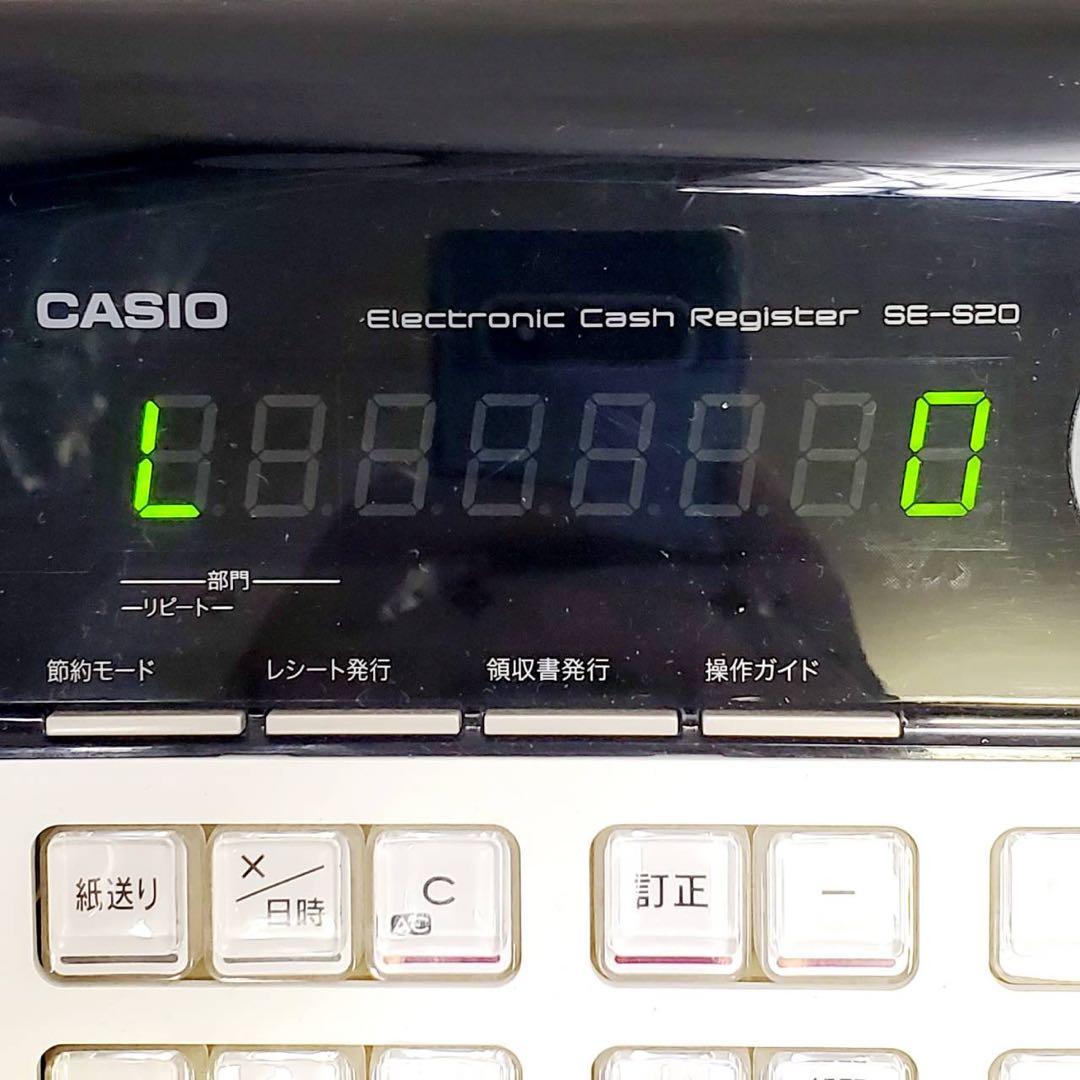 CASIO
Electronic Cash Register SE-S20
L 0
部門
リピート
節約モード レシート発行 領収書発行 操作ガイド
紙送り ×/日時 C 訂正 −
AC